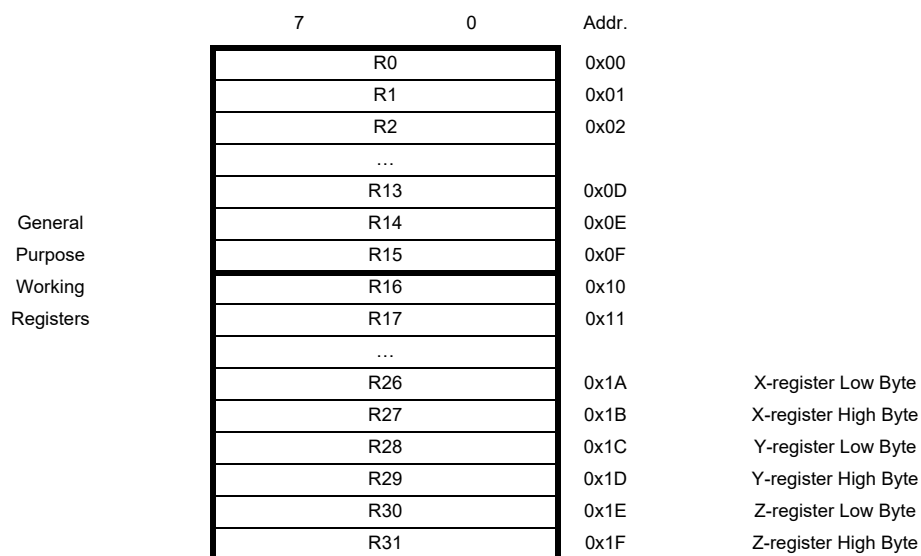 7 0 Addr.
R0 0x00
R1 0x01
R2 0x02
…
R13 0x0D
General R14 0x0E
Purpose R15 0x0F
Working R16 0x10
Registers R17 0x11
…
R26 0x1A X-register Low Byte
R27 0x1B X-register High Byte
R28 0x1C Y-register Low Byte
R29 0x1D Y-register High Byte
R30 0x1E Z-register Low Byte
R31 0x1F Z-register High Byte